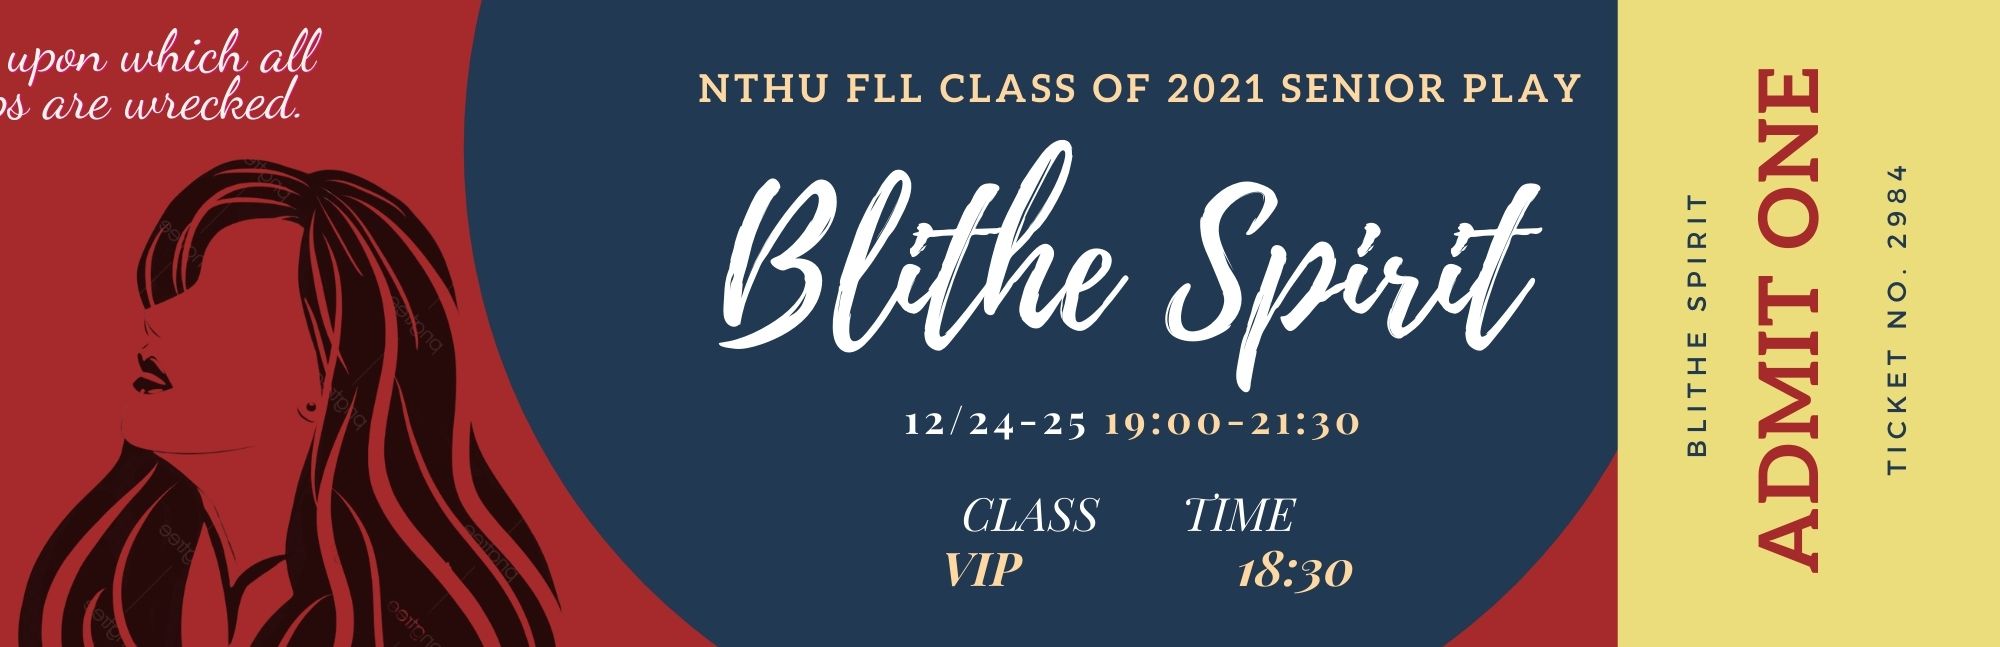 upon which all
are wrecked.
NTHU FLL CLASS OF 2021 SENIOR PLAY
Blithe Spirit
12/24-25 19:00-21:30
CLASS TIME
VIP 18:30
BLITHE SPIRIT
ADMIT ONE
TICKET NO. 2984